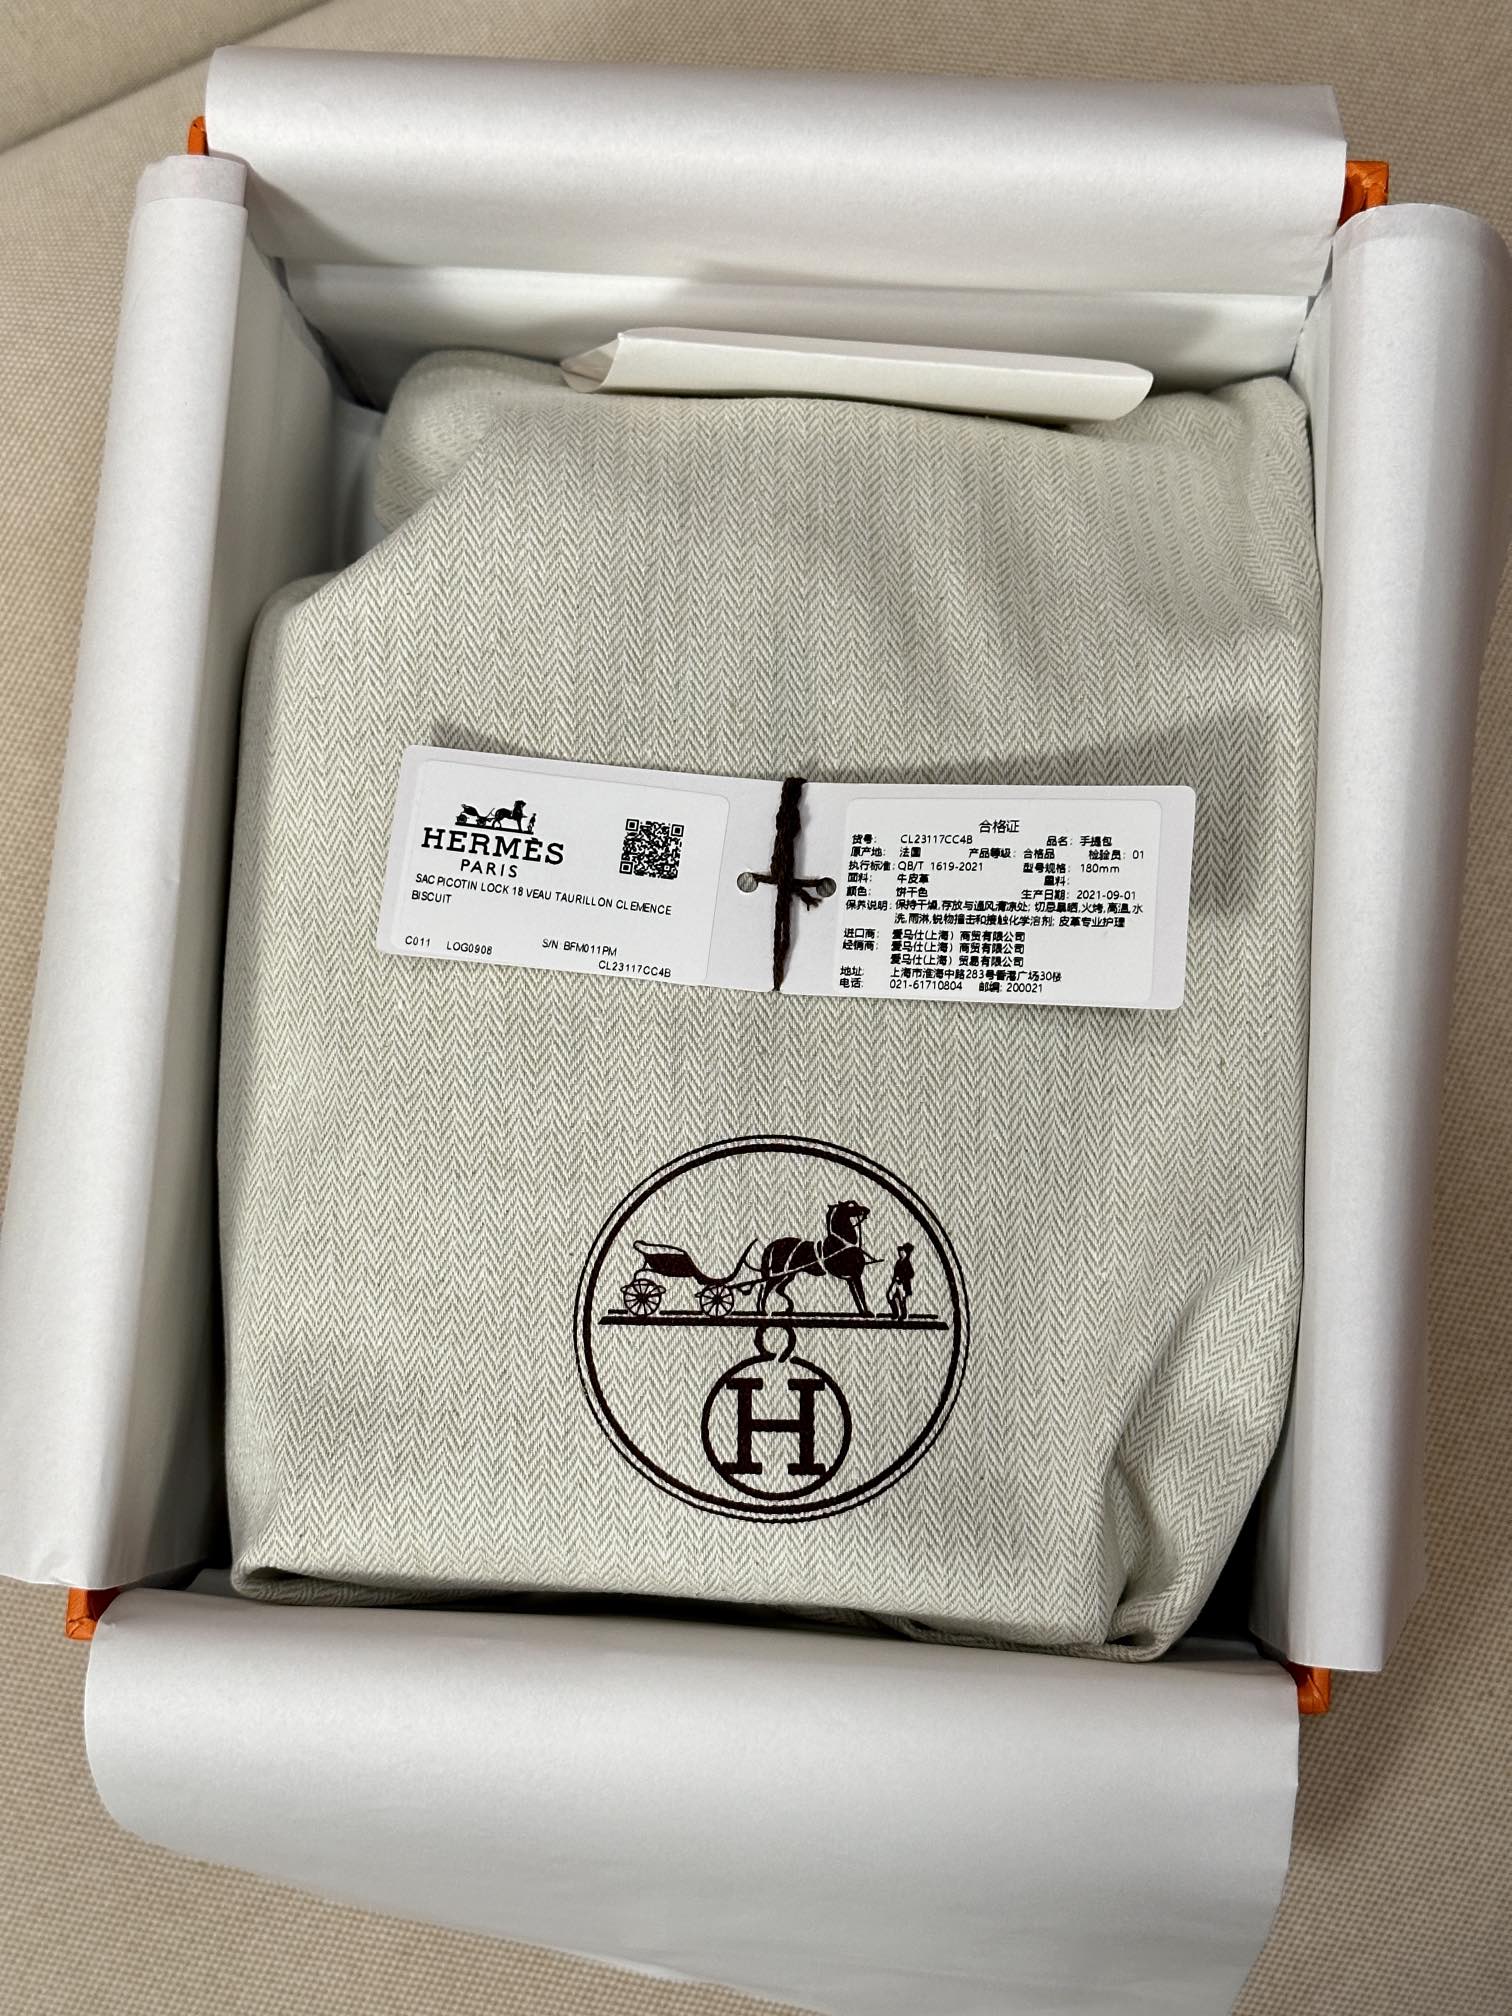 HERMÈS
PARIS
SAC PICOTIN LOCK 18 VEAU TAURILLON CLEMENCE
BISCUIT
C011 LOG0908 S/N BFM011PM
CL23117CC4B
合格证
货号: CL23117CC4B 品名: 手提包
原产地: 法国 产品等级: 合格品 检验员: 01
执行标准: QB/T 1619-2021 型号规格: 180mm
面料: 牛皮革 里料:
颜色: 饼干色 生产日期: 2021-09-01
保养说明: 保持干燥,存放与通风清凉处; 切忌暴晒,火烤,高温,水
洗,雨淋,锐物撞击和接触化学溶剂; 皮革专业护理
进口商: 爱马仕(上海) 商贸有限公司
经销商: 爱马仕(上海) 商贸有限公司
爱马仕(上海) 贸易有限公司
地址: 上海市淮海中路283号香港广场30楼
电话: 021-61710804 邮编: 200021
H